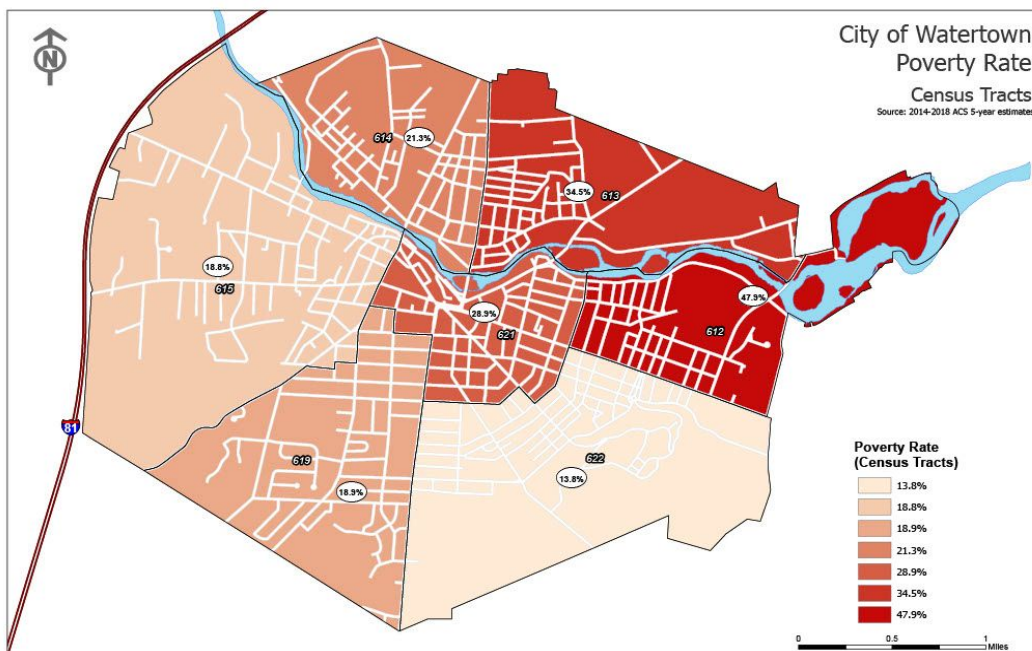 City of Watertown
Poverty Rate
Census Tracts
Source: 2014-2018 ACS 5-year estimates
N
614
21.3%
34.5%
613
18.8%
615
47.9%
28.9%
621
612
619
18.9%
622
13.8%
81
Poverty Rate
(Census Tracts)
13.8%
18.8%
18.9%
21.3%
28.9%
34.5%
47.9%
0 0.5 1
Miles